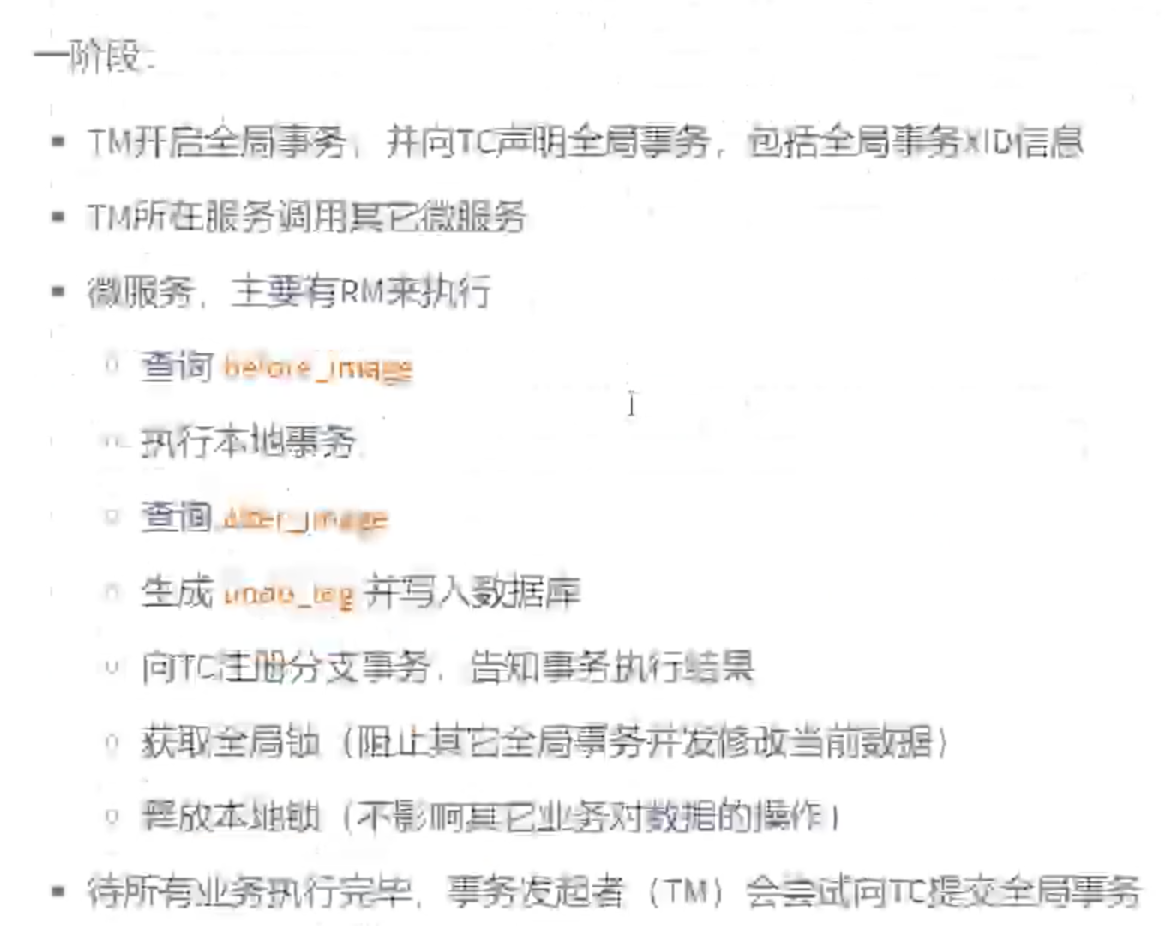 一阶段：
▪ TM开启全局事务，并向TC声明全局事务，包括全局事务XID信息
▪ TM所在服务调用其它微服务
▪ 微服务，主要有RM来执行
○ 查询 before_image
○ 执行本地事务
○ 查询 after_image
○ 生成 undo_log 并写入数据库
○ 向TC注册分支事务，告知事务执行结果
○ 获取全局锁（阻止其它全局事务并发修改当前数据）
○ 释放本地锁（不影响其它业务对数据的操作）
▪ 待所有业务执行完毕，事务发起者（TM）会尝试向TC提交全局事务